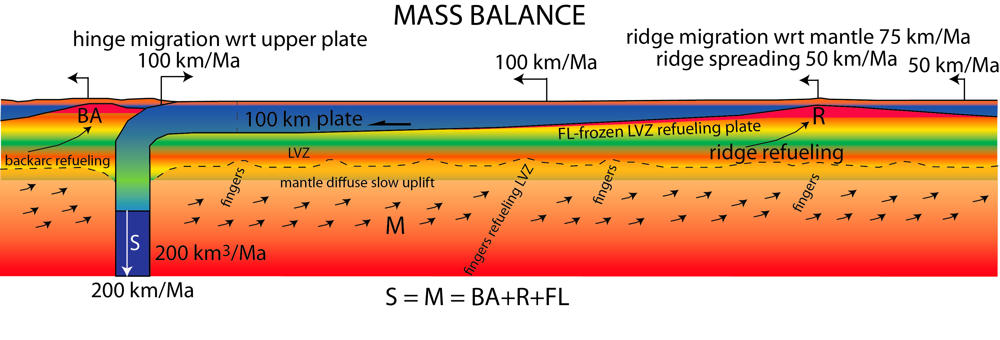 MASS BALANCE
hinge migration wrt upper plate
100 km/Ma
100 km/Ma
ridge migration wrt mantle 75 km/Ma
ridge spreading 50 km/Ma
50 km/Ma
BA
100 km plate
R
FL-frozen LVZ refueling plate
backarc refueling
LVZ
ridge refueling
fingers
mantle diffuse slow uplift
fingers refueling LVZ
fingers
fingers
M
S
200 km³/Ma
200 km/Ma
S = M = BA+R+FL